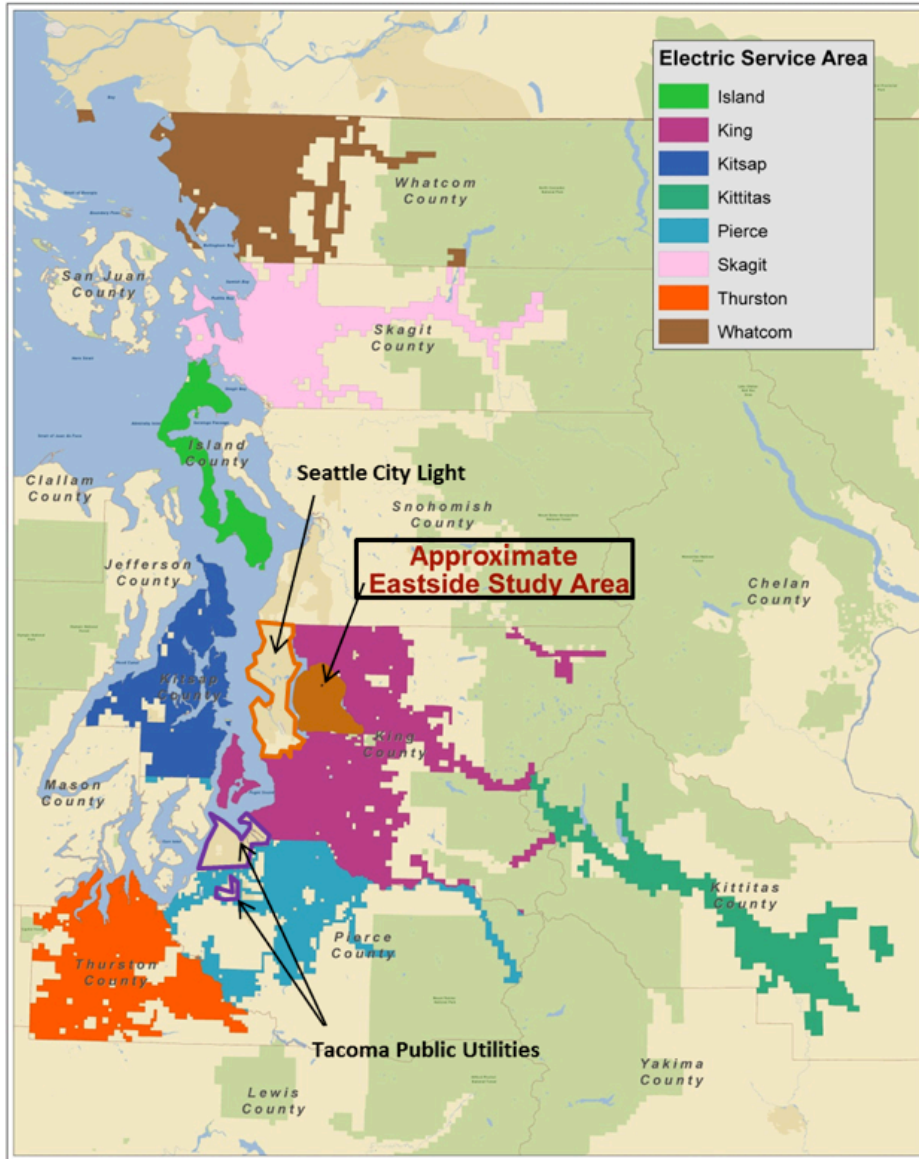 Electric Service Area
Island
King
Kitsap
Kittitas
Pierce
Skagit
Thurston
Whatcom
Whatcom
County
San Juan
County
Skagit
County
Island
County
Clallam
County
Seattle City Light
Snohomish
County
Approximate
Eastside Study Area
Jefferson
County
Chelan
County
Kitsap
County
King
County
Mason
County
Kittitas
County
Pierce
County
Thurston
County
Tacoma Public Utilities
Lewis
County
Yakima
County